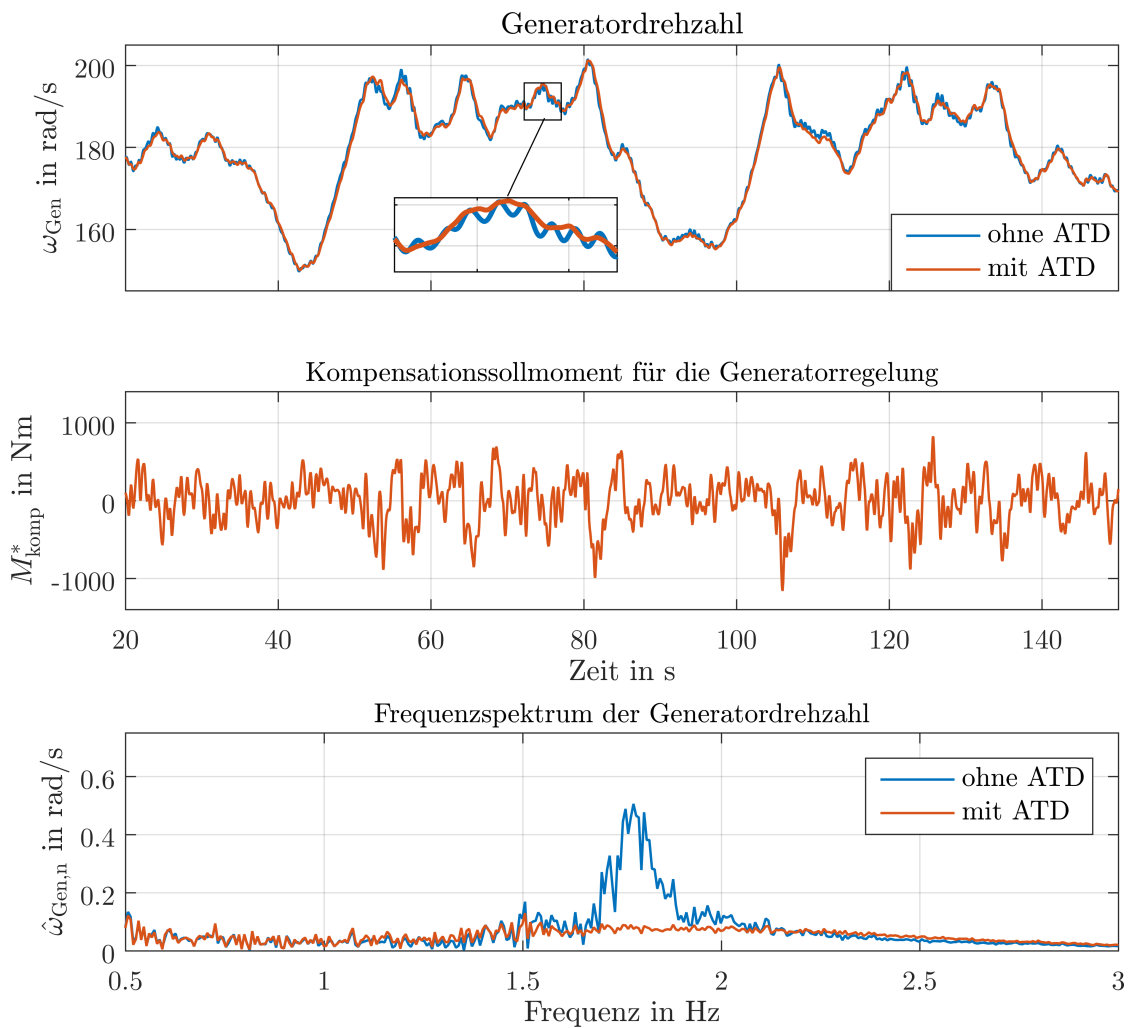 Generatordrehzahl
ω_Gen in rad/s
200
180
160
ohne ATD
mit ATD
Kompensationssollmoment für die Generatorregelung
M*_komp in Nm
1000
0
-1000
20 40 60 80 100 120 140
Zeit in s
Frequenzspektrum der Generatordrehzahl
ω̂_Gen,n in rad/s
0.6
0.4
0.2
0
ohne ATD
mit ATD
0.5 1 1.5 2 2.5 3
Frequenz in Hz